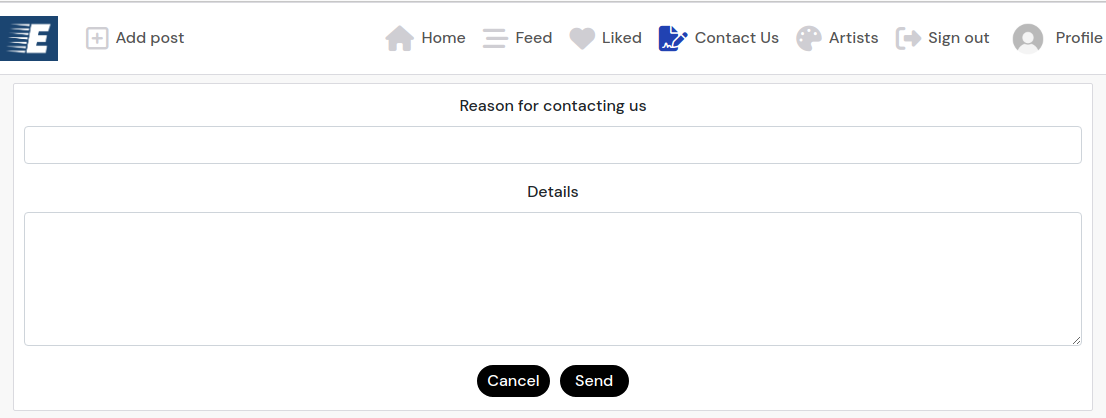 E Add post Home Feed Liked Contact Us Artists Sign out Profile
Reason for contacting us
Details
Cancel Send